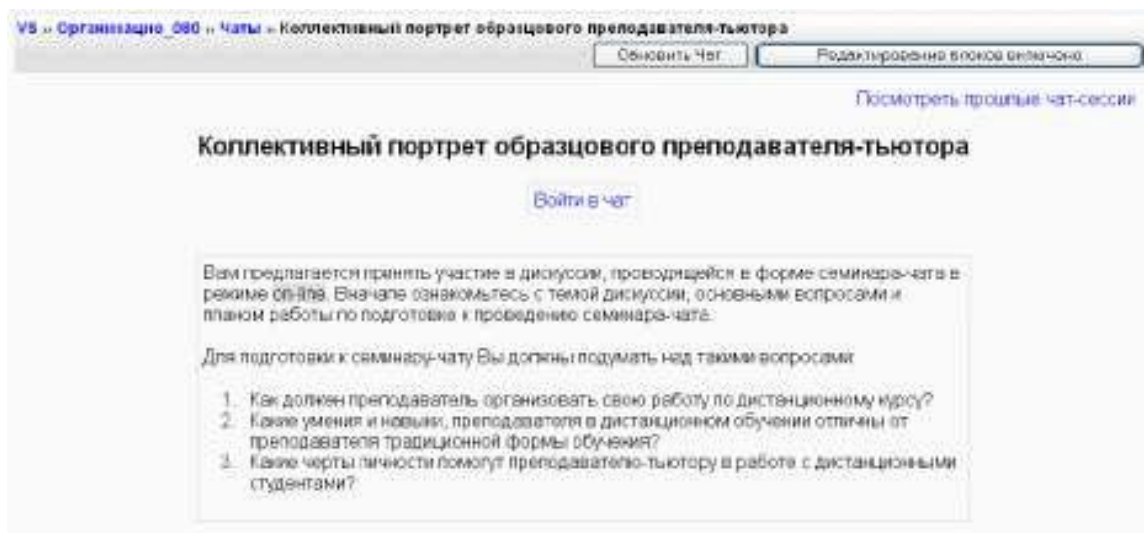 VS » Организацию_080 » Чаты » Коллективный портрет образцового преподавателя-тьютора
Обновить Чат
Редактирование блоков включено
Посмотреть прошлые чат-сессии
Коллективный портрет образцового преподавателя-тьютора
Войти в чат
Вам предлагается принять участие в дискуссии, проводящейся в форме семинара-чата в
режиме on-line. Вначале ознакомьтесь с темой дискуссии, основными вопросами и
планом работы по подготовке к проведению семинара-чата.
Для подготовки к семинару-чату Вы должны подумать над такими вопросами
1. Как должен преподаватель организовать свою работу по дистанционному курсу?
2. Какие умения и навыки, преподавателя в дистанционном обучении отличны от
преподавателя традиционной формы обучения?
3. Какие черты личности помогут преподавателю-тьютору в работе с дистанционными
студентами?